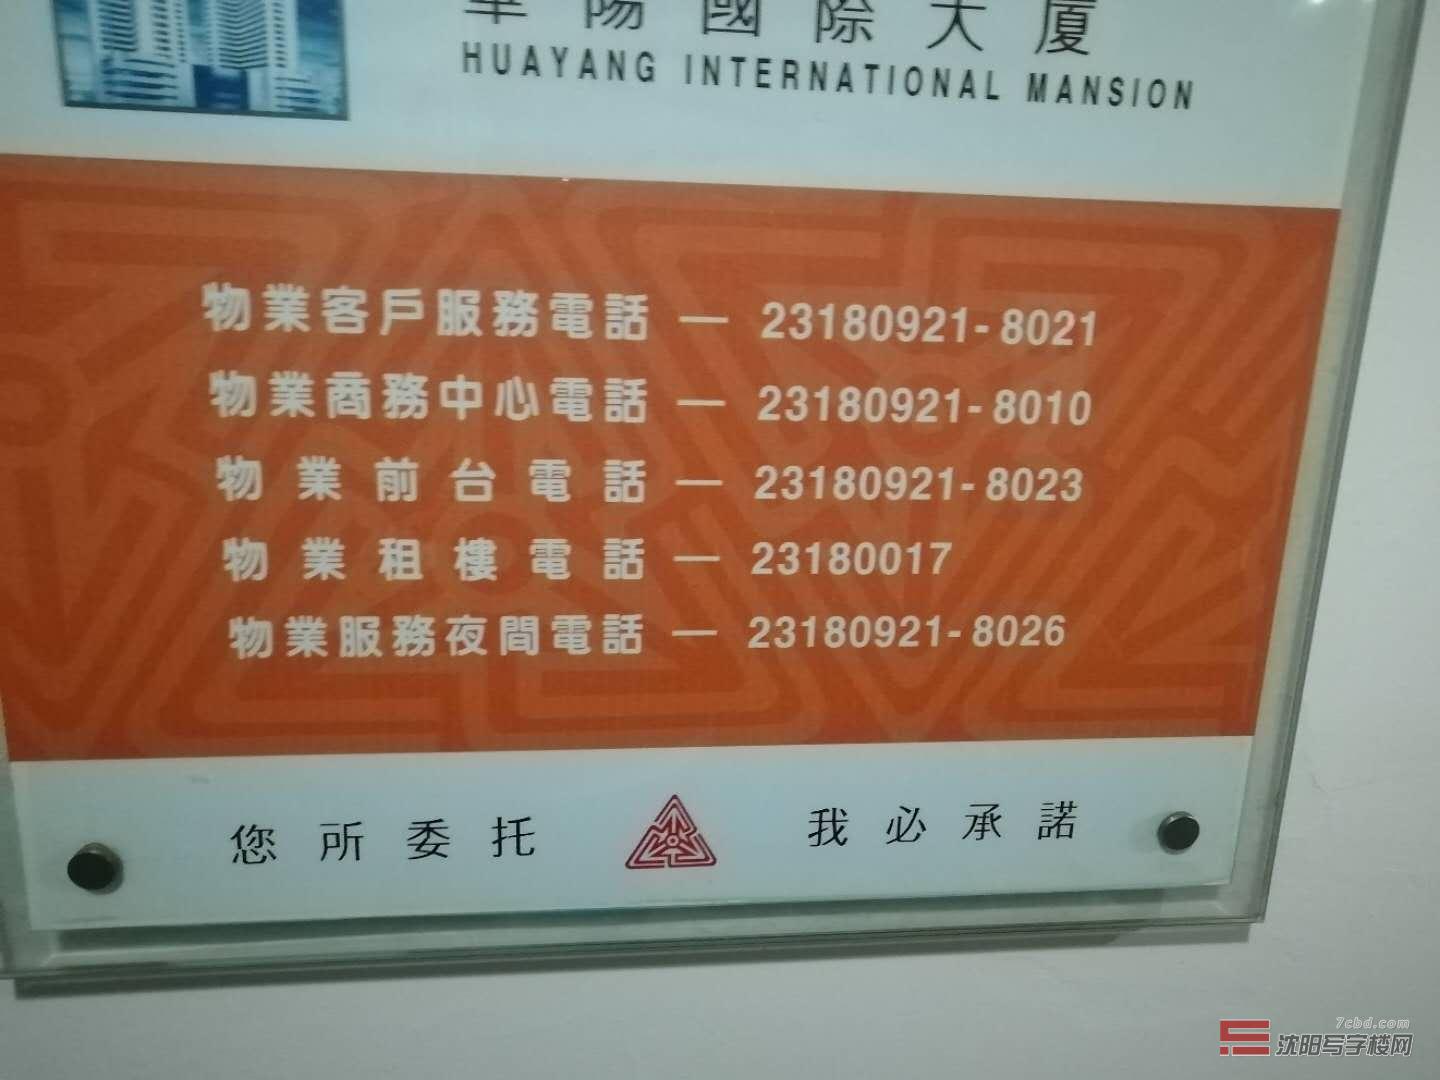 華陽國際大廈
HUAYANG INTERNATIONAL MANSION
物業客戶服務電話 — 23180921-8021
物業商務中心電話 — 23180921-8010
物業前台電話 — 23180921-8023
物業租樓電話 — 23180017
物業服務夜間電話 — 23180921-8026
您所委托 我必承諾
7cbd.com
沈阳写字楼网